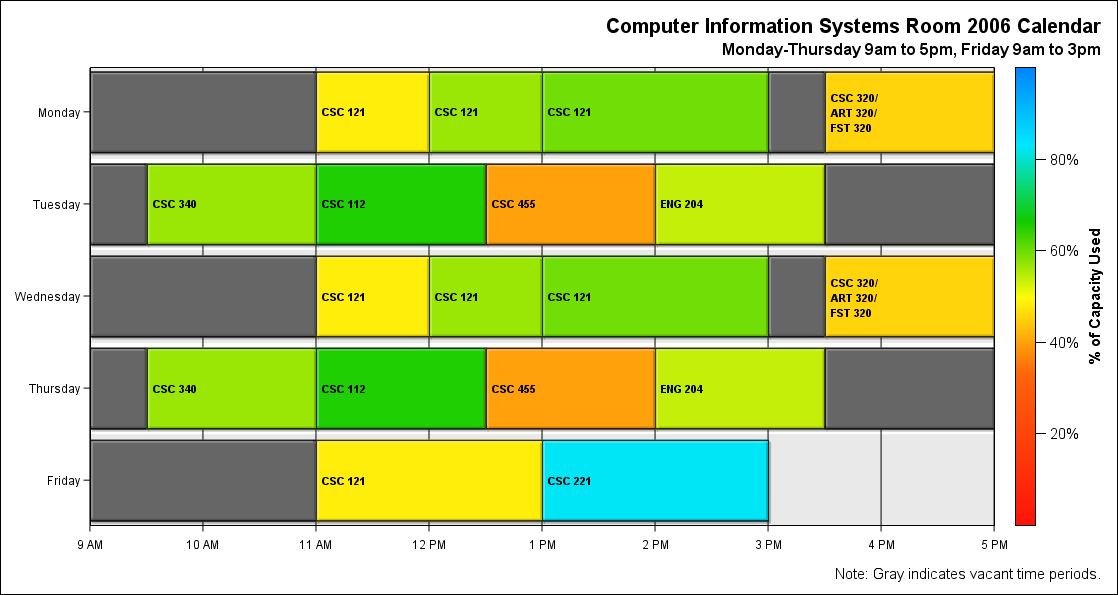 Computer Information Systems Room 2006 Calendar
Monday-Thursday 9am to 5pm, Friday 9am to 3pm
Monday
CSC 121
CSC 121
CSC 121
CSC 320/
ART 320/
FST 320
Tuesday
CSC 340
CSC 112
CSC 455
ENG 204
Wednesday
CSC 121
CSC 121
CSC 121
CSC 320/
ART 320/
FST 320
Thursday
CSC 340
CSC 112
CSC 455
ENG 204
Friday
CSC 121
CSC 221
9 AM
10 AM
11 AM
12 PM
1 PM
2 PM
3 PM
4 PM
5 PM
80%
60%
40%
20%
% of Capacity Used
Note: Gray indicates vacant time periods.